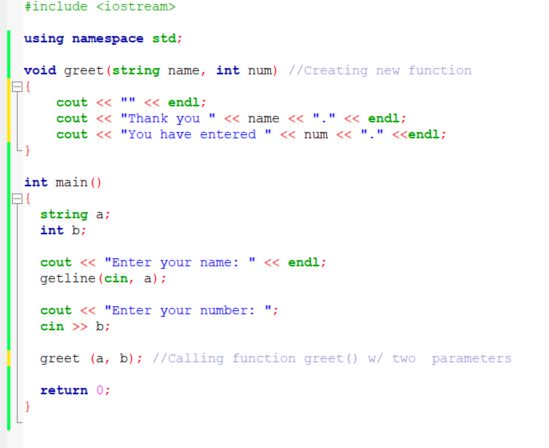 #include <iostream>
using namespace std;
void greet(string name, int num) //Creating new function
{
cout << "" << endl;
cout << "Thank you " << name << "." << endl;
cout << "You have entered " << num << "." <<endl;
}
int main()
{
string a;
int b;
cout << "Enter your name: " << endl;
getline(cin, a);
cout << "Enter your number: ";
cin >> b;
greet (a, b); //Calling function greet() w/ two  parameters
return 0;
}